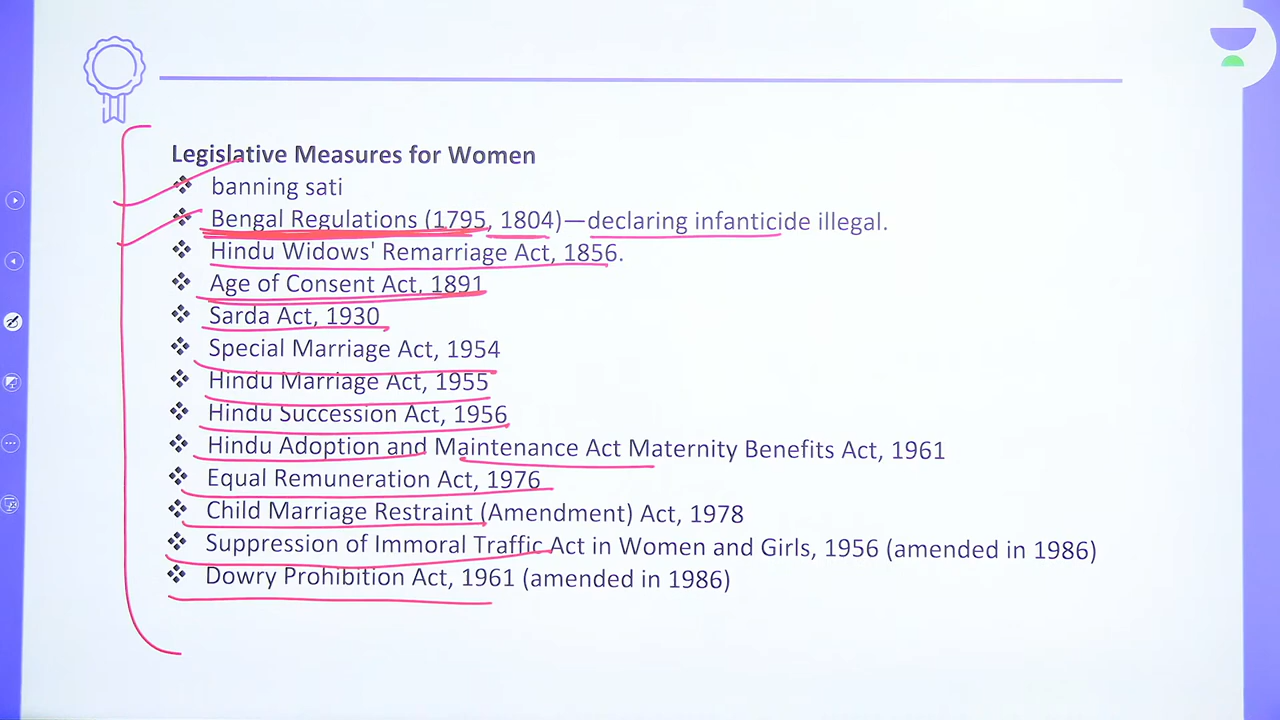 Legislative Measures for Women
❖ banning sati
❖ Bengal Regulations (1795, 1804)—declaring infanticide illegal.
❖ Hindu Widows' Remarriage Act, 1856.
❖ Age of Consent Act, 1891
❖ Sarda Act, 1930
❖ Special Marriage Act, 1954
❖ Hindu Marriage Act, 1955
❖ Hindu Succession Act, 1956
❖ Hindu Adoption and Maintenance Act Maternity Benefits Act, 1961
❖ Equal Remuneration Act, 1976
❖ Child Marriage Restraint (Amendment) Act, 1978
❖ Suppression of Immoral Traffic Act in Women and Girls, 1956 (amended in 1986)
❖ Dowry Prohibition Act, 1961 (amended in 1986)